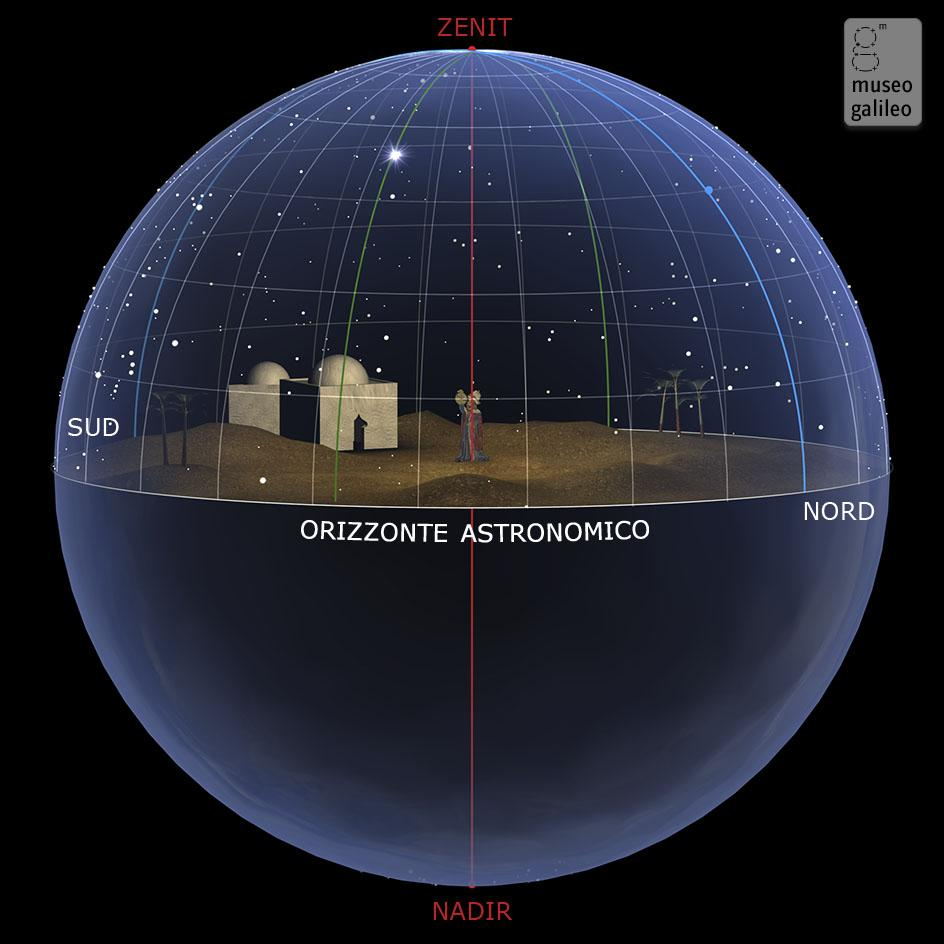 ZENIT
m
museo
galileo
SUD
NORD
ORIZZONTE ASTRONOMICO
NADIR